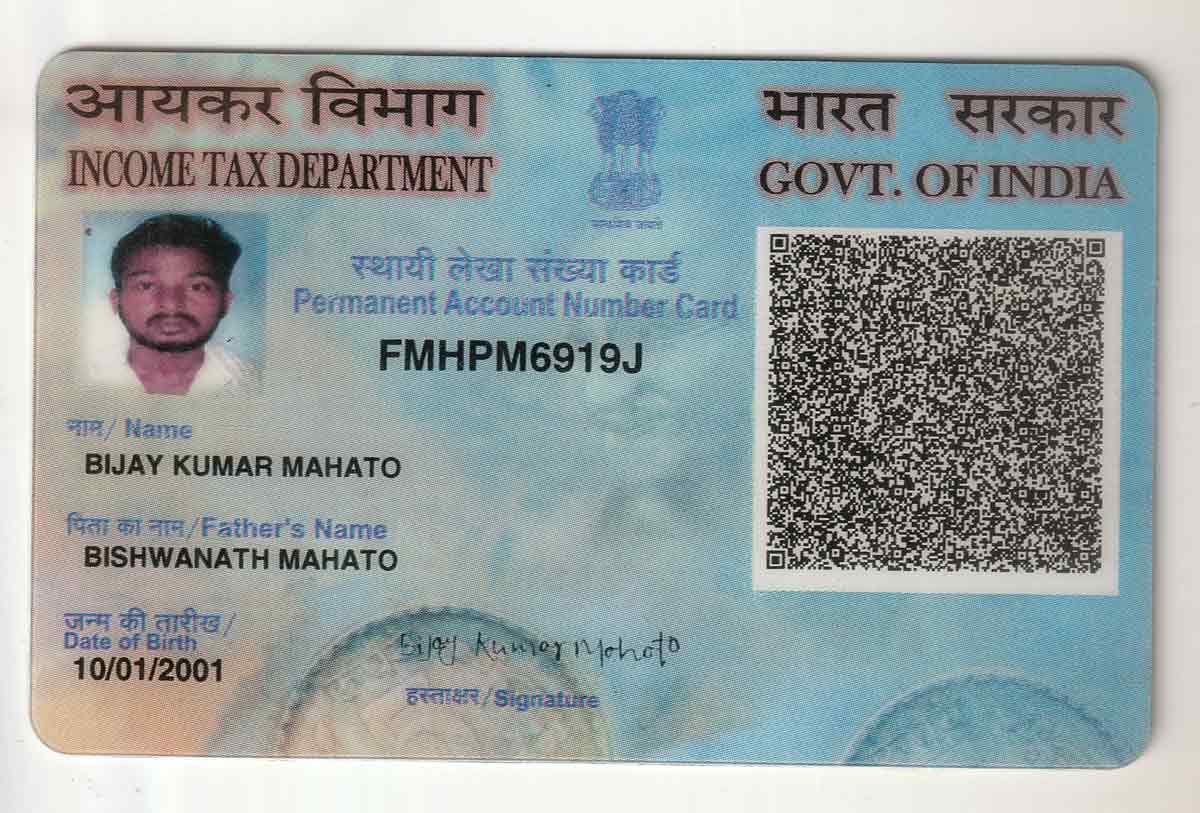 आयकर विभाग
INCOME TAX DEPARTMENT
भारत सरकार
GOVT. OF INDIA
सत्यमेव जयते
स्थायी लेखा संख्या कार्ड
Permanent Account Number Card
FMHPM6919J
नाम/ Name
BIJAY KUMAR MAHATO
पिता का नाम/Father's Name
BISHWANATH MAHATO
जन्म की तारीख/
Date of Birth
10/01/2001
Bijay Kumar Mahato
हस्ताक्षर/Signature